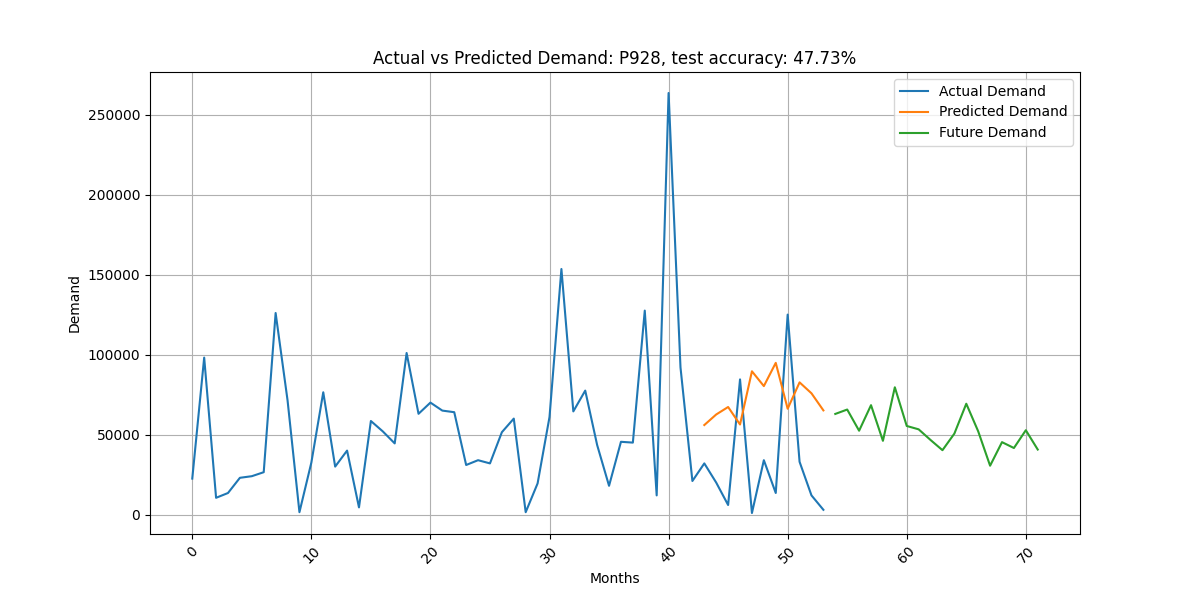 Actual vs Predicted Demand: P928, test accuracy: 47.73%
Actual Demand
Predicted Demand
Future Demand
250000
200000
150000
100000
50000
0
Demand
0 10 20 30 40 50 60 70
Months